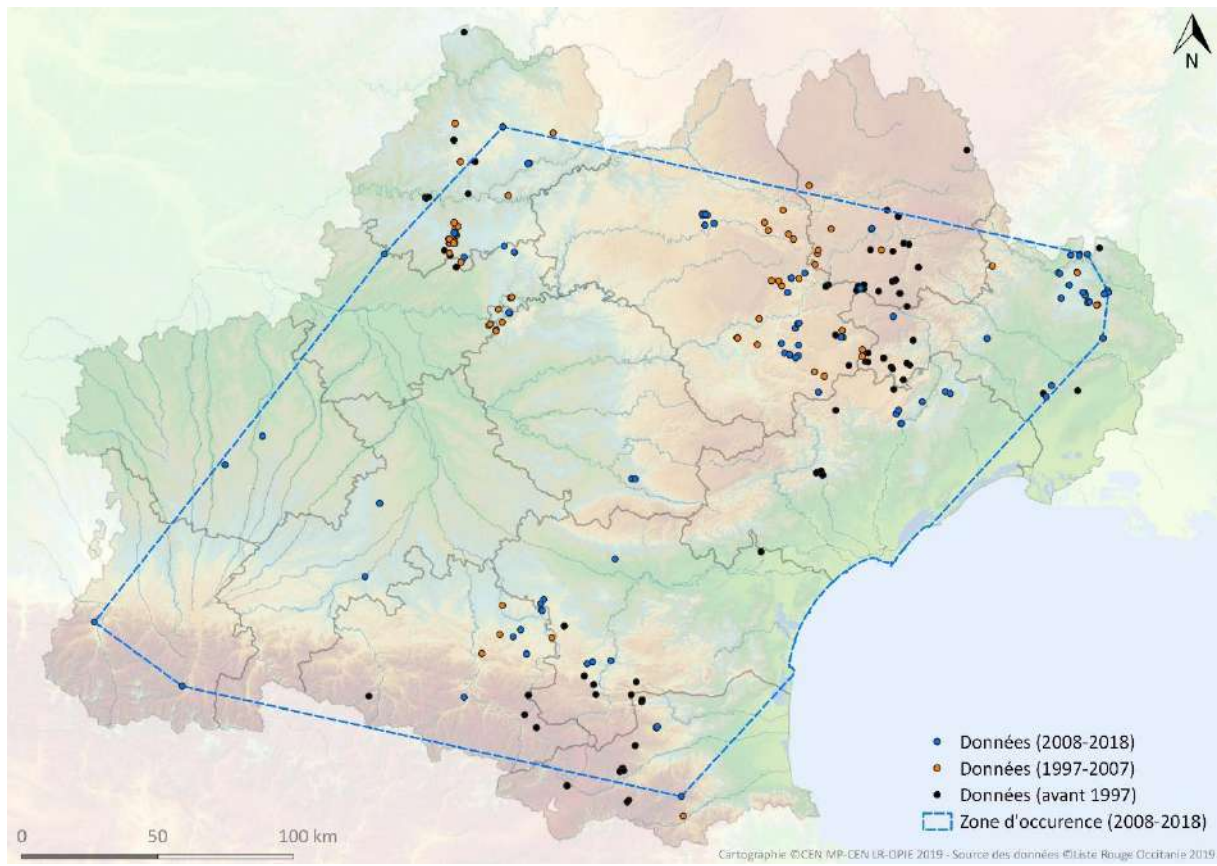 N
Données (2008-2018)
Données (1997-2007)
Données (avant 1997)
Zone d'occurence (2008-2018)
0 50 100 km
Cartographie ©CEN MP-CEN LR-OPIE 2019 - Source des données ©Liste Rouge Occitanie 2019